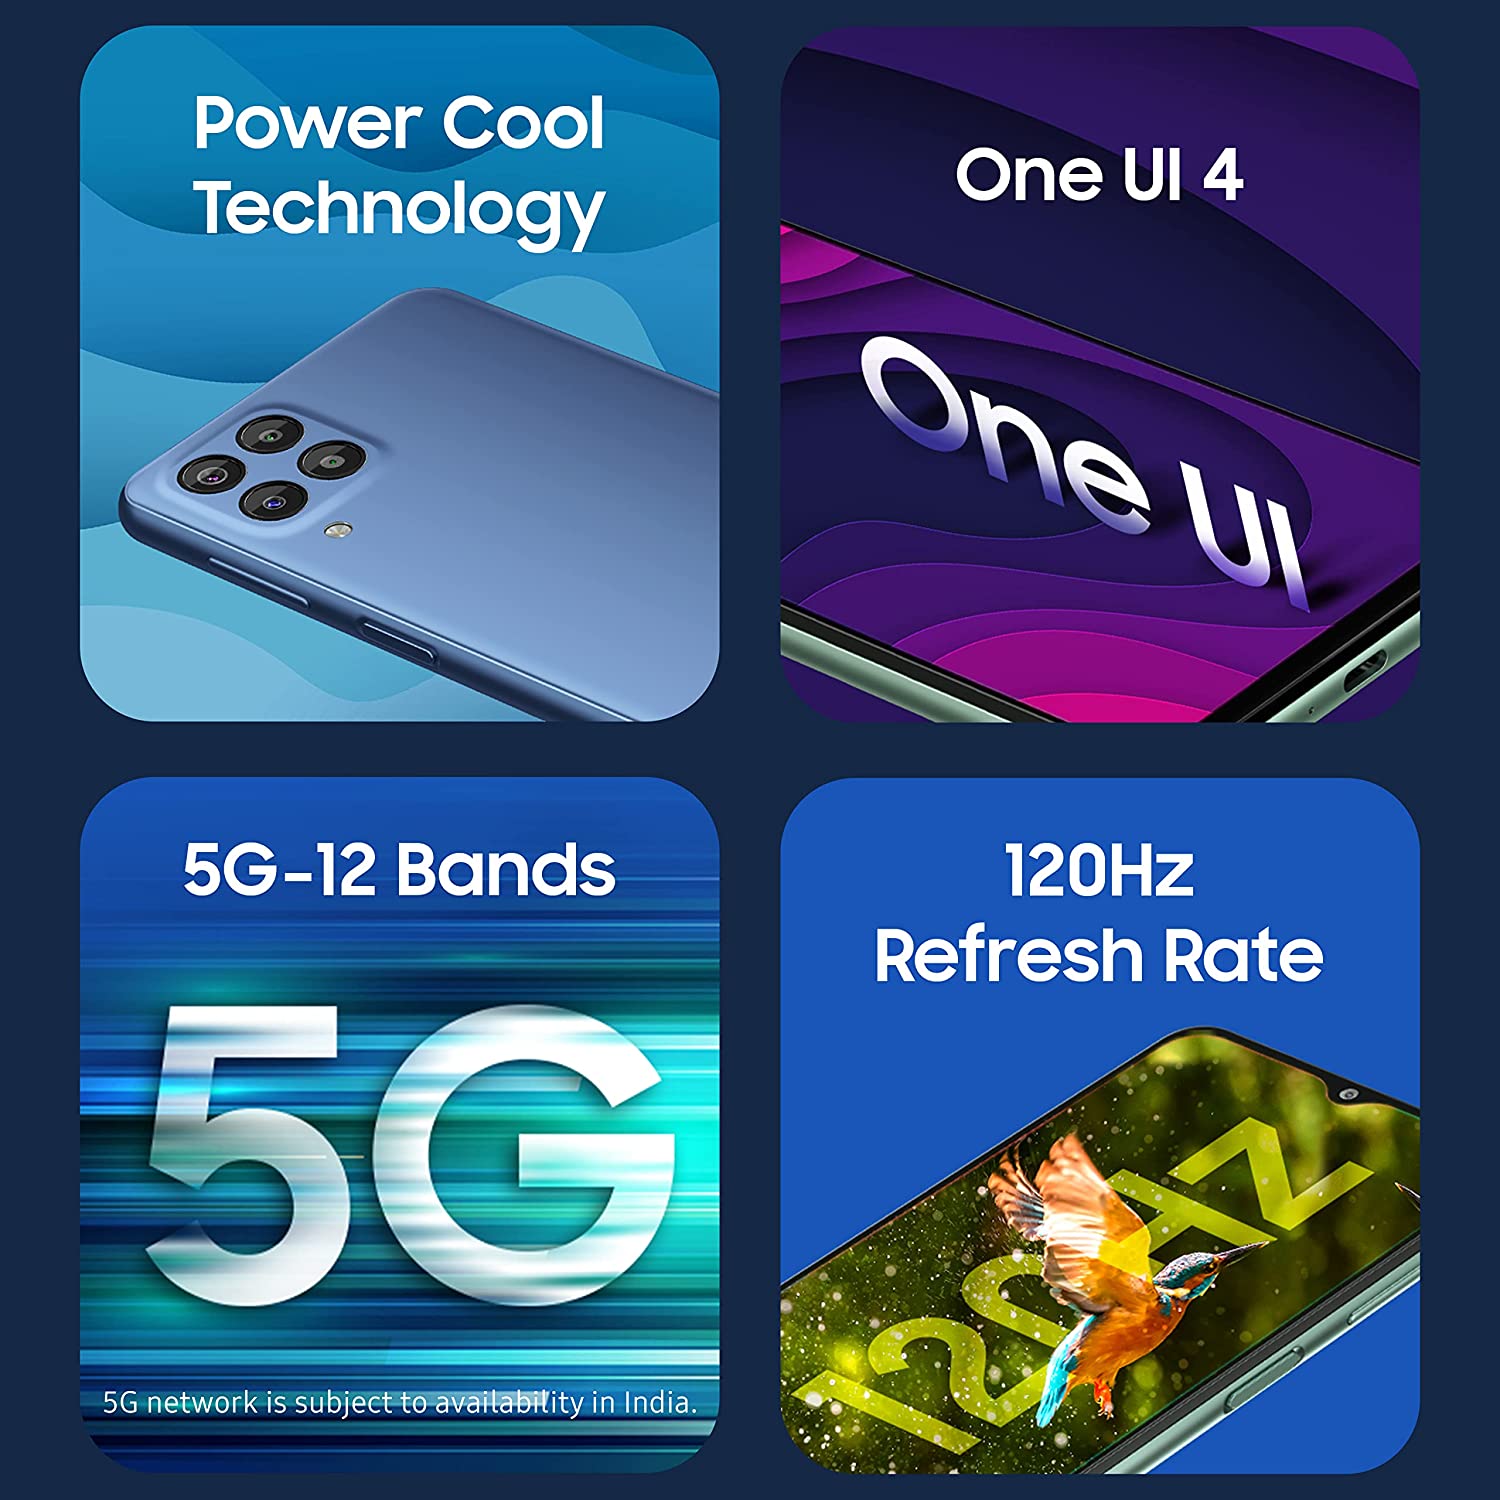 Power Cool
Technology
One UI 4
One UI
5G-12 Bands
5G
5G network is subject to availability in India.
120Hz
Refresh Rate
120Hz